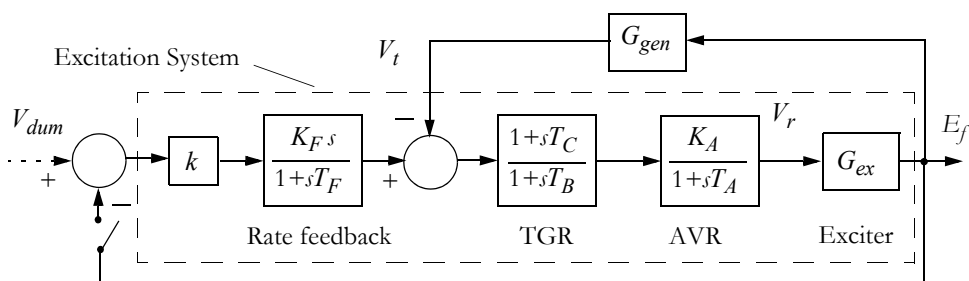 G_gen
V_t
Excitation System
V_dum
−
V_r
E_f
k
K_F s
1+sT_F
1+sT_C
1+sT_B
K_A
1+sT_A
G_ex
+
+
−
Rate feedback
TGR
AVR
Exciter